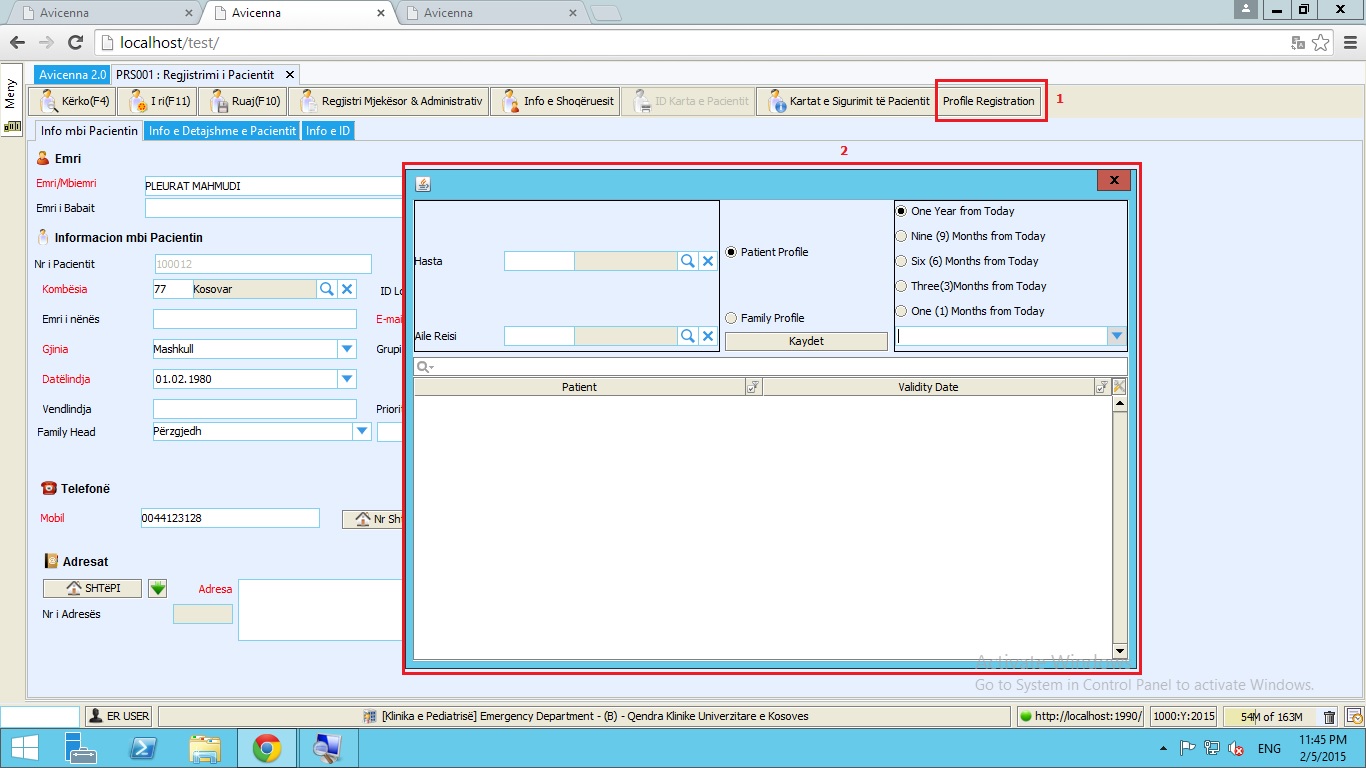 Avicenna
Avicenna
Avicenna
localhost/test/
Meny
Avicenna 2.0
PRS001 : Regjistrimi i Pacientit
Kërko(F4)
I ri(F11)
Ruaj(F10)
Regjistri Mjekësor & Administrativ
Info e Shoqëruesit
ID Karta e Pacientit
Kartat e Sigurimit të Pacientit
Profile Registration
1
Info mbi Pacientin
Info e Detajshme e Pacientit
Info e ID
2
Emri
Emri/Mbiemri
PLEURAT MAHMUDI
Emri i Babait
Informacion mbi Pacientin
Nr i Pacientit
100012
Kombësia
77
Kosovar
ID Lo
Emri i nënës
E-mai
Gjinia
Mashkull
Grupi
Datëlindja
01.02.1980
Vendlindja
Priorit
Family Head
Përzgjedh
Telefonë
Mobil
0044123128
Nr Sht
Adresat
SHTëPI
Adresa
Nr i Adresës
Hasta
Aile Reisi
Patient Profile
Family Profile
Kaydet
One Year from Today
Nine (9) Months from Today
Six (6) Months from Today
Three(3)Months from Today
One (1) Months from Today
Patient
Validity Date
Activate Windows
Go to System in Control Panel to activate Windows.
ER USER
[Klinika e Pediatrisë] Emergency Department - (B) - Qendra Klinike Univerzitare e Kosoves
http://localhost:1990/
1000:Y:2015
54M of 163M
ENG
11:45 PM
2/5/2015